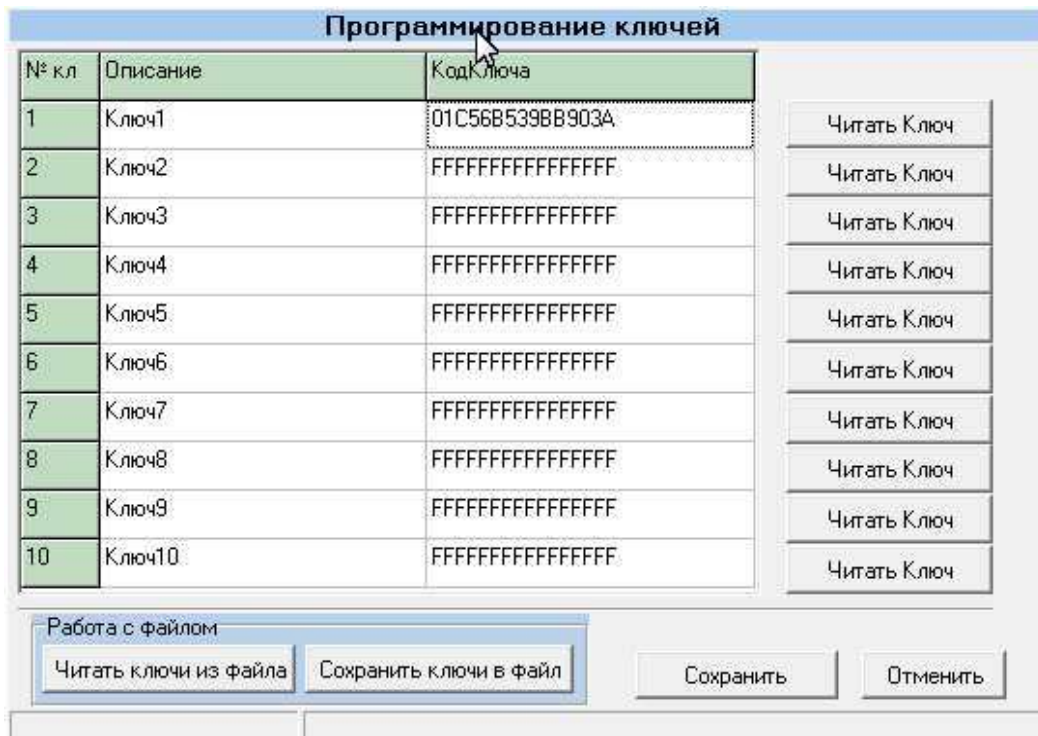 Программирование ключей
№ кл Описание КодКлюча
1 Ключ1 01C56B539BB903A Читать Ключ
2 Ключ2 FFFFFFFFFFFFFFFF Читать Ключ
3 Ключ3 FFFFFFFFFFFFFFFF Читать Ключ
4 Ключ4 FFFFFFFFFFFFFFFF Читать Ключ
5 Ключ5 FFFFFFFFFFFFFFFF Читать Ключ
6 Ключ6 FFFFFFFFFFFFFFFF Читать Ключ
7 Ключ7 FFFFFFFFFFFFFFFF Читать Ключ
8 Ключ8 FFFFFFFFFFFFFFFF Читать Ключ
9 Ключ9 FFFFFFFFFFFFFFFF Читать Ключ
10 Ключ10 FFFFFFFFFFFFFFFF Читать Ключ
Работа с файлом
Читать ключи из файла Сохранить ключи в файл Сохранить Отменить